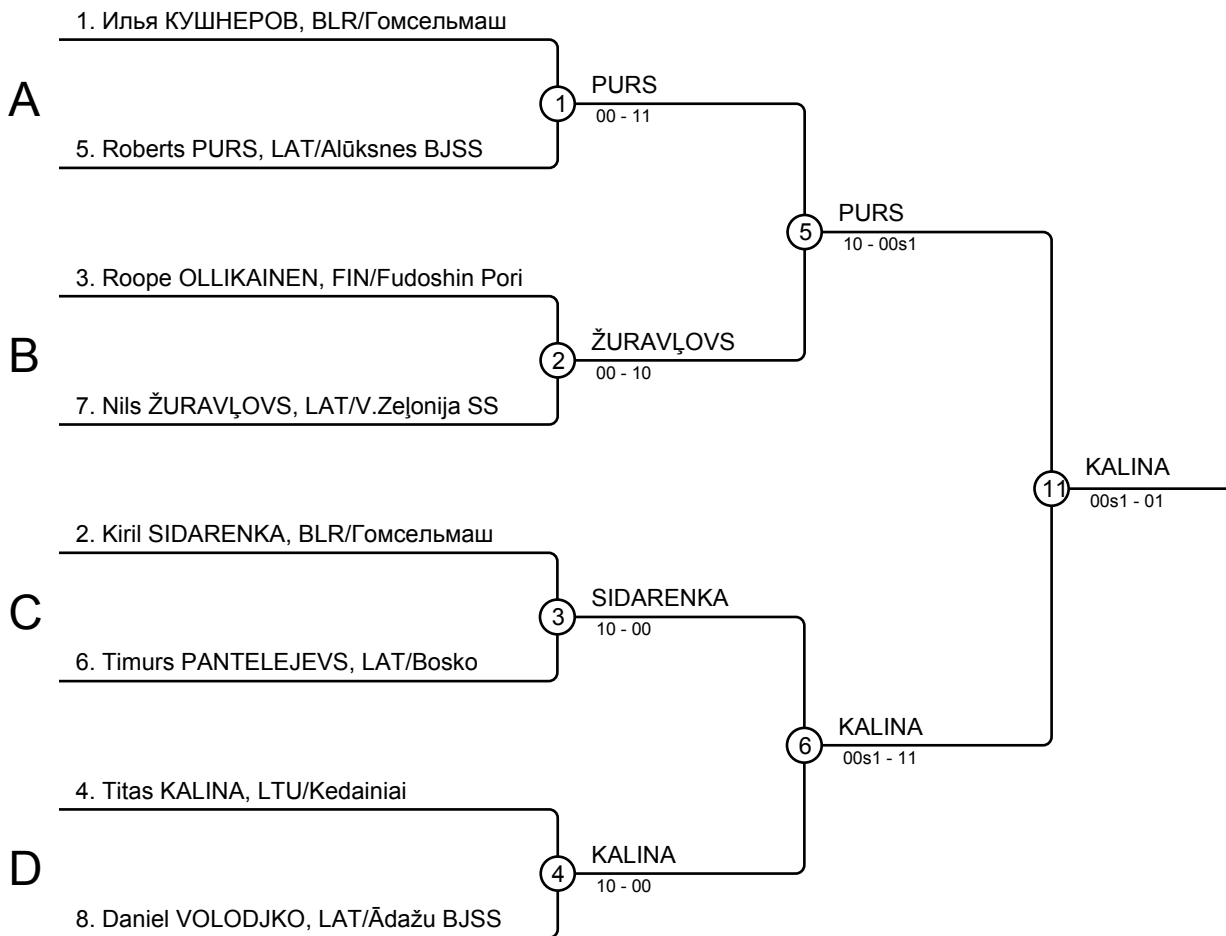 1. Илья КУШНЕРОВ, BLR/Гомсельмаш
A
1
PURS
00 - 11
5. Roberts PURS, LAT/Alūksnes BJSS
5
PURS
10 - 00s1
3. Roope OLLIKAINEN, FIN/Fudoshin Pori
B
2
ŽURAVĻOVS
00 - 10
7. Nils ŽURAVĻOVS, LAT/V.Zeļonija SS
11
KALINA
00s1 - 01
2. Kiril SIDARENKA, BLR/Гомсельмаш
C
3
SIDARENKA
10 - 00
6. Timurs PANTELEJEVS, LAT/Bosko
6
KALINA
00s1 - 11
4. Titas KALINA, LTU/Kedainiai
D
4
KALINA
10 - 00
8. Daniel VOLODJKO, LAT/Ādažu BJSS